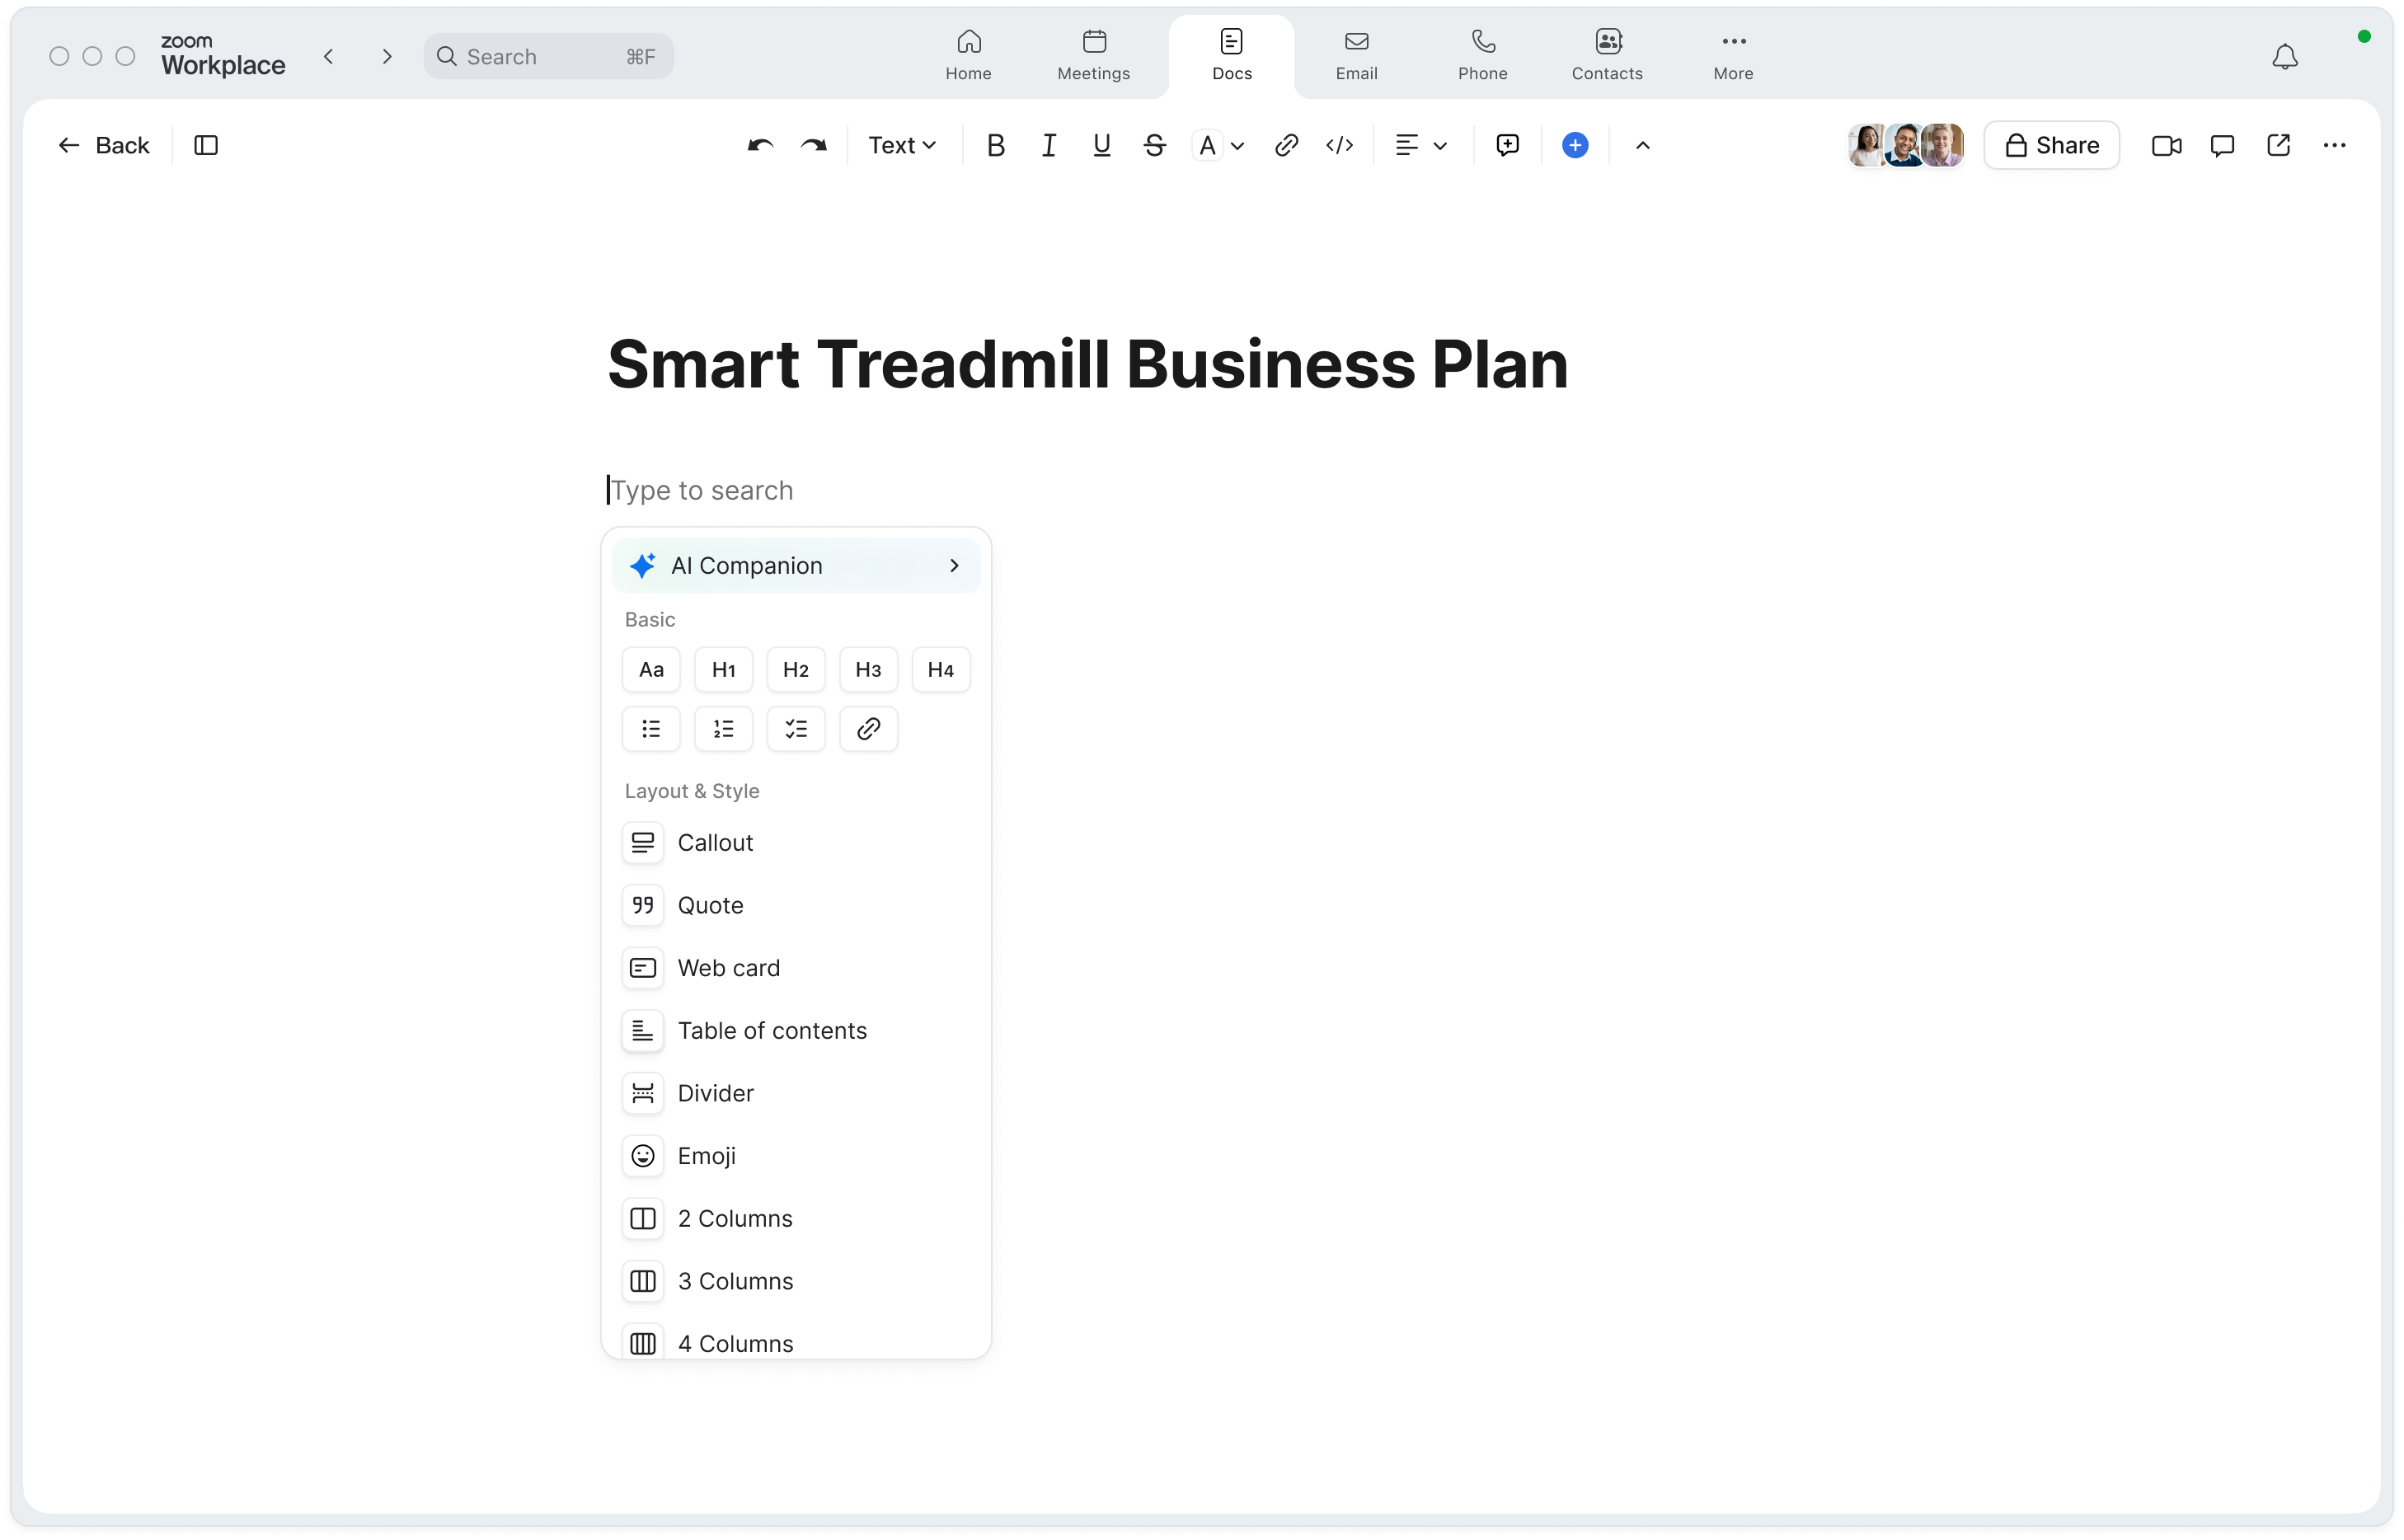 zoom
Workplace
Search ⌘F
Home
Meetings
Docs
Email
Phone
Contacts
More
Back
Text
B I U S A </>
Share
Smart Treadmill Business Plan
Type to search
AI Companion
Basic
Aa H1 H2 H3 H4
Layout & Style
Callout
Quote
Web card
Table of contents
Divider
Emoji
2 Columns
3 Columns
4 Columns